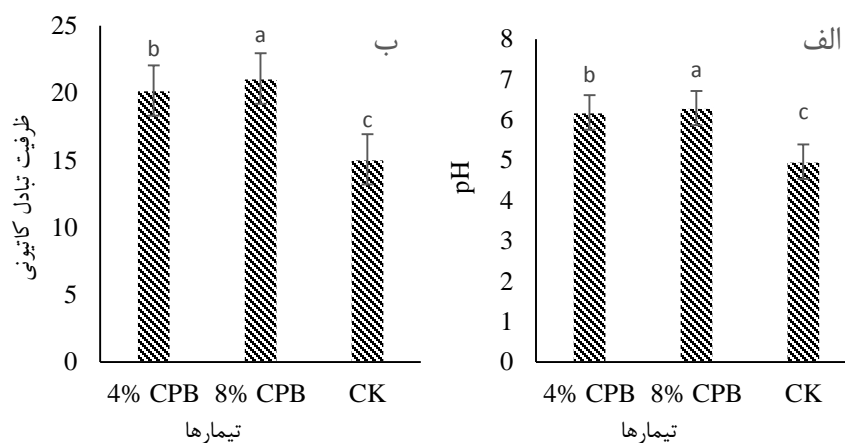 ب
ظرفیت تبادل کاتیونی
25
20
15
10
5
0
b
a
c
4% CPB
8% CPB
CK
تیمارها
الف
pH
8
7
6
5
4
3
2
1
0
b
a
c
4% CPB
8% CPB
CK
تیمارها